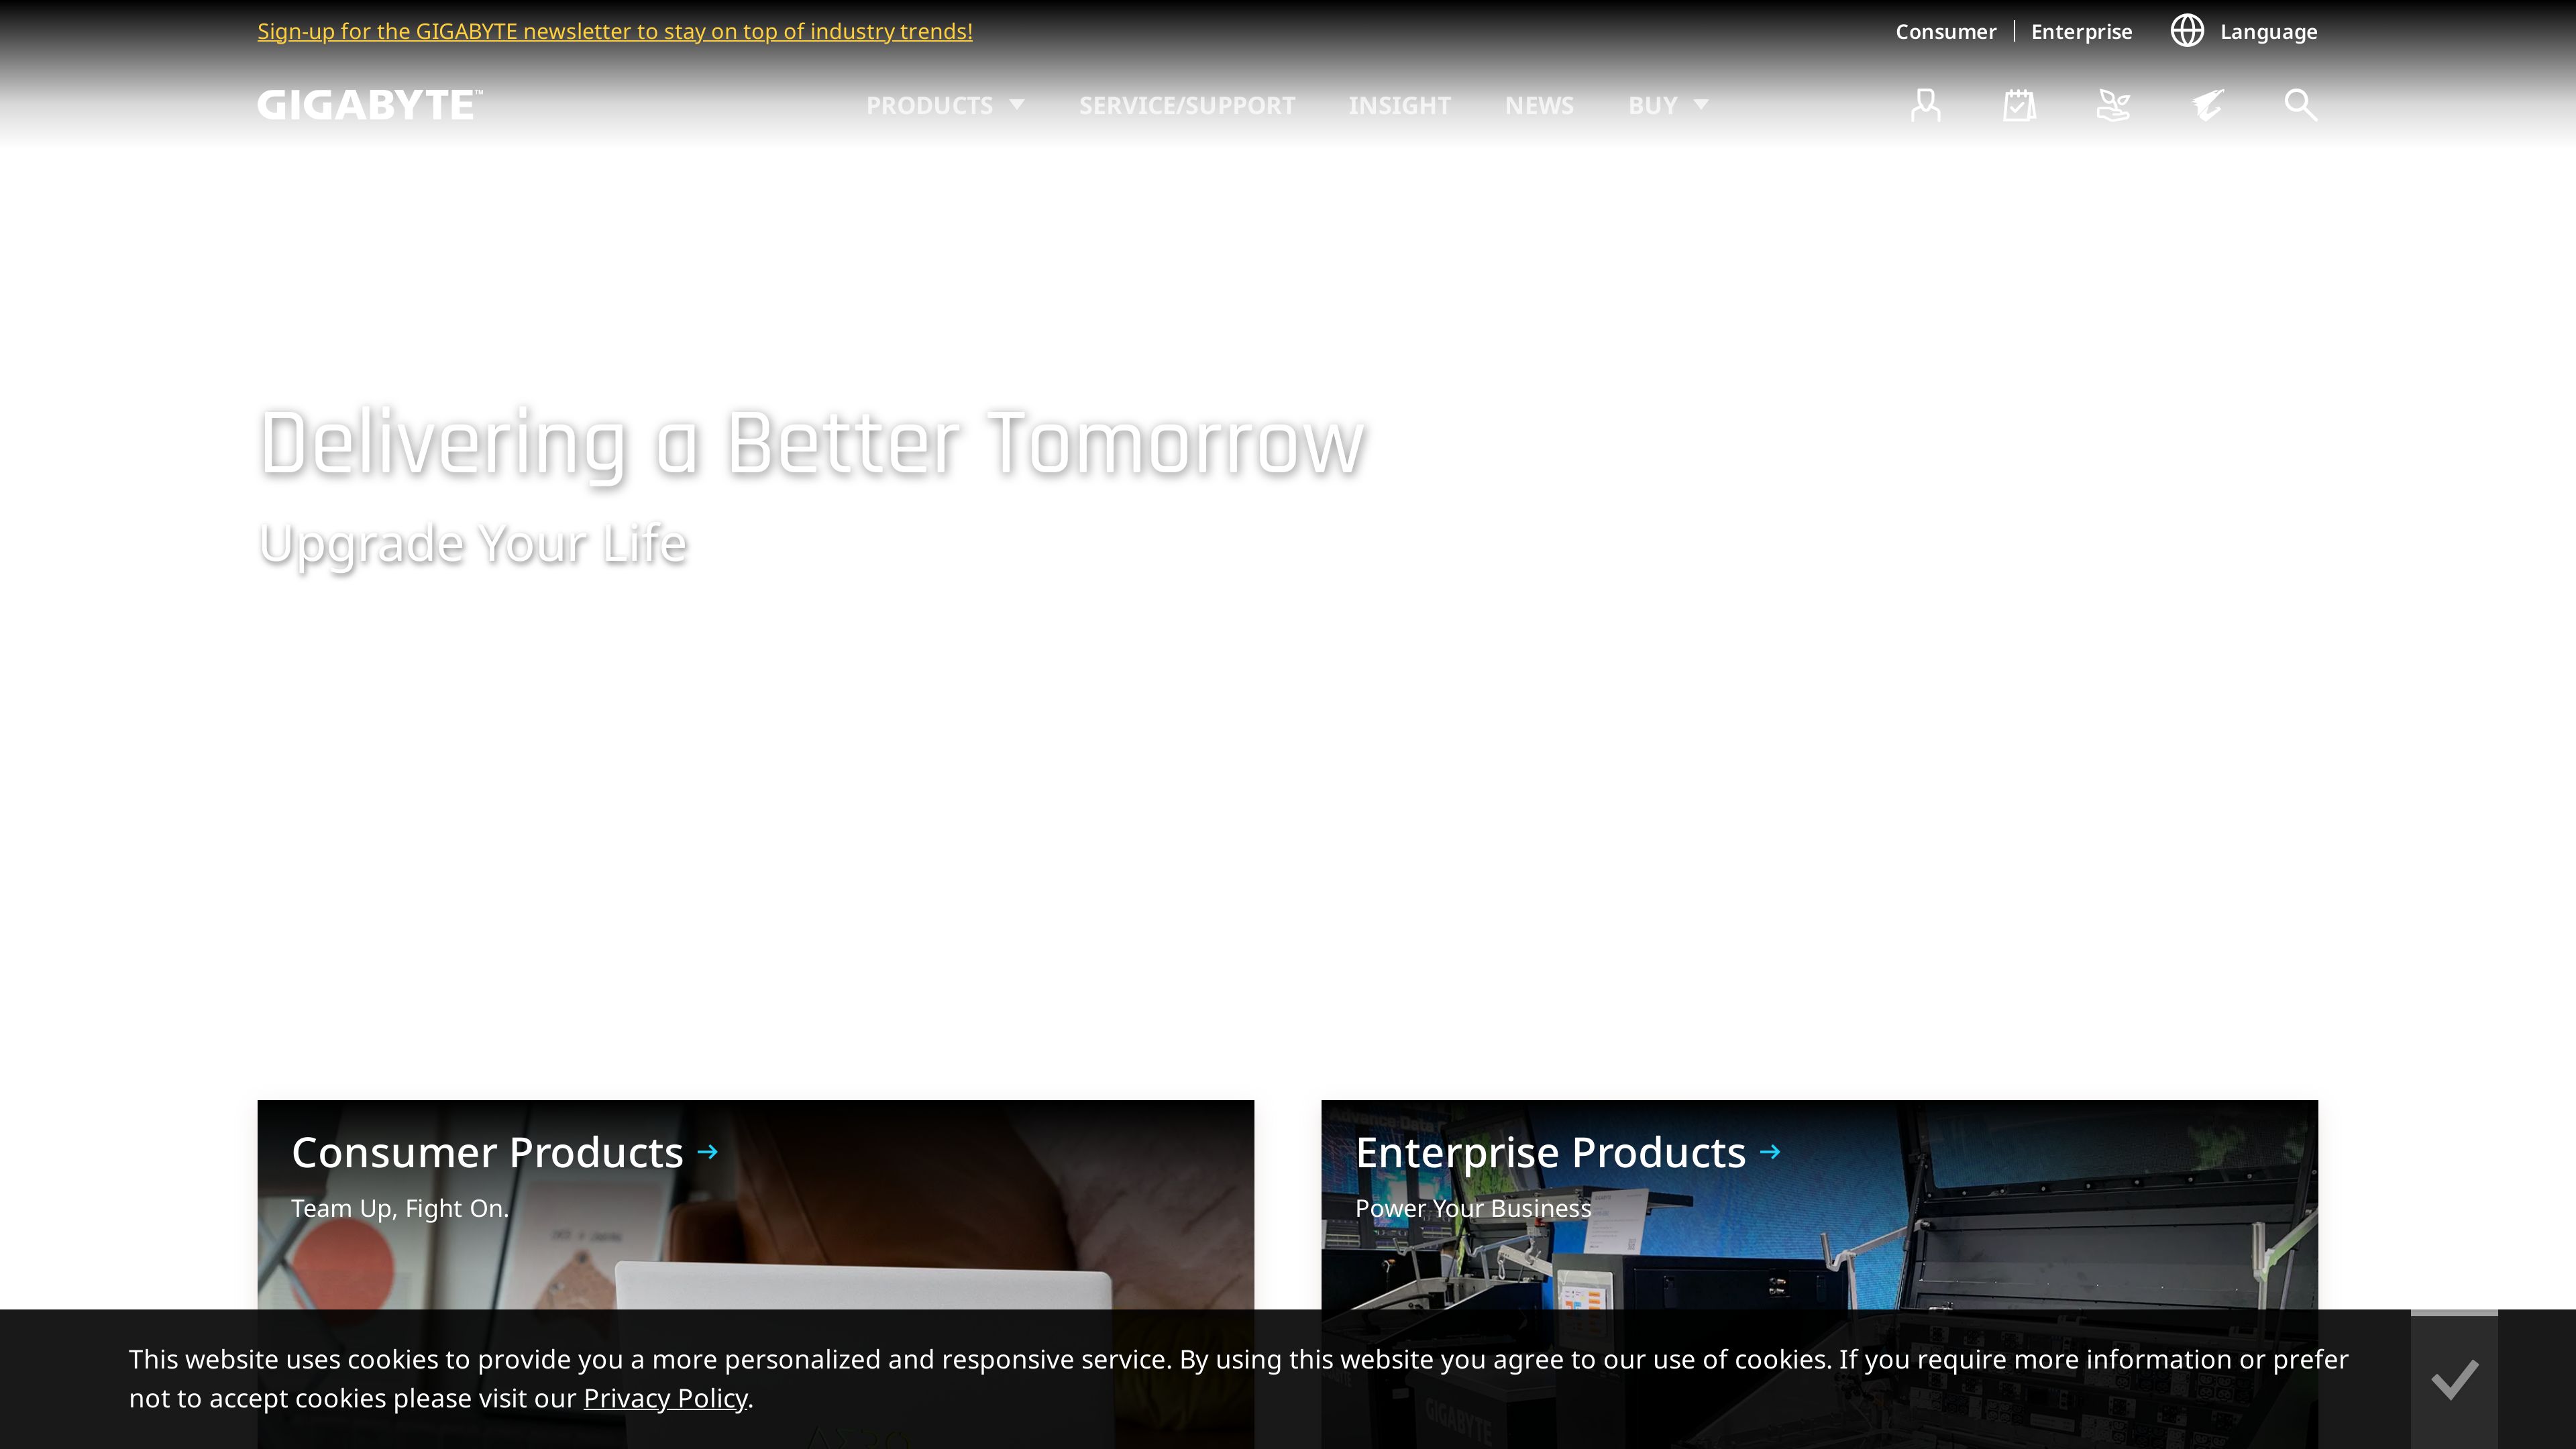 Sign-up for the GIGABYTE newsletter to stay on top of industry trends!
Consumer
Enterprise
Language
GIGABYTE™
PRODUCTS
SERVICE/SUPPORT
INSIGHT
NEWS
BUY
Delivering a Better Tomorrow
Upgrade Your Life
Consumer Products →
Team Up, Fight On.
Advance Data
Enterprise Products →
Power Your Business
This website uses cookies to provide you a more personalized and responsive service. By using this website you agree to our use of cookies. If you require more information or prefer
not to accept cookies please visit our Privacy Policy.
GIGABYTE